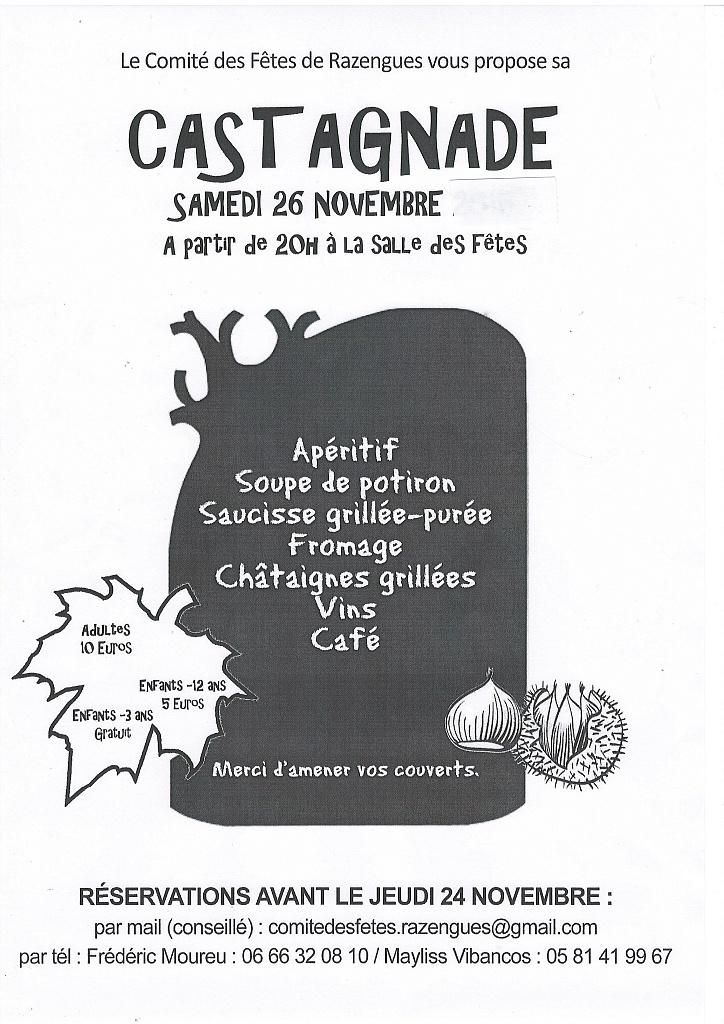 Le Comité des Fêtes de Razengues vous propose sa
CASTAGNADE
SAMEDI 26 NOVEMBRE
A partir de 20H à la Salle des Fêtes
Apéritif
Soupe de potiron
Saucisse grillée-purée
Fromage
Châtaignes grillées
Vins
Café
Adultes
10 Euros
Enfants -12 ans
5 Euros
Enfants -3 ans
Gratuit
Merci d'amener vos couverts.
RÉSERVATIONS AVANT LE JEUDI 24 NOVEMBRE :
par mail (conseillé) : comitedesfetes.razengues@gmail.com
par tél : Frédéric Moureu : 06 66 32 08 10 / Mayliss Vibancos : 05 81 41 99 67